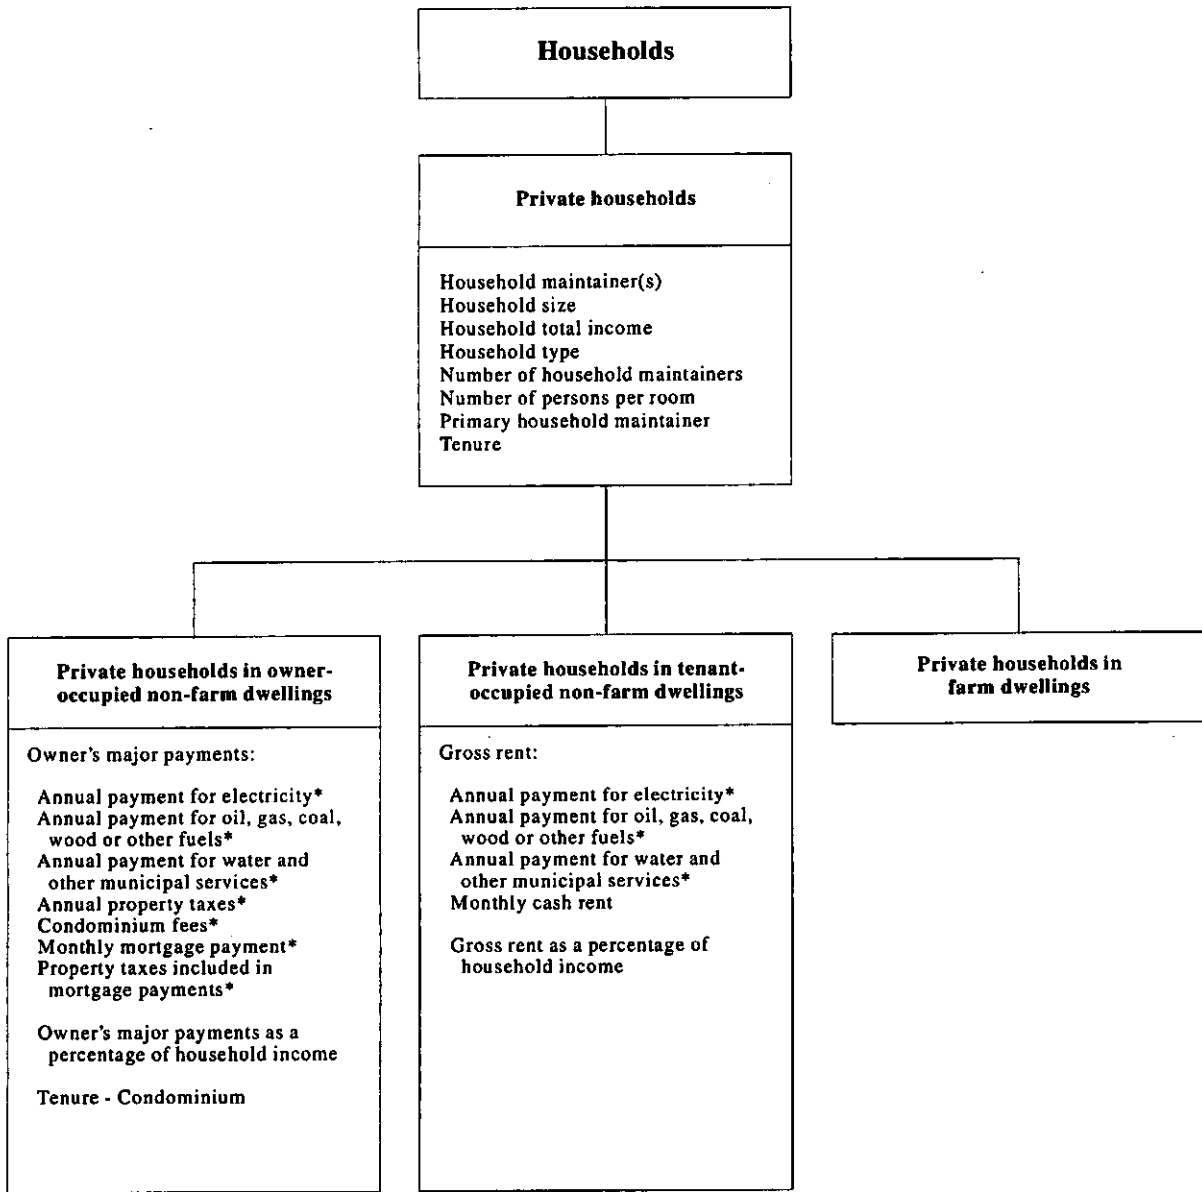 Households
Private households
Household maintainer(s)
Household size
Household total income
Household type
Number of household maintainers
Number of persons per room
Primary household maintainer
Tenure
Private households in owner-
occupied non-farm dwellings
Owner's major payments:
Annual payment for electricity*
Annual payment for oil, gas, coal,
wood or other fuels*
Annual payment for water and
other municipal services*
Annual property taxes*
Condominium fees*
Monthly mortgage payment*
Property taxes included in
mortgage payments*
Owner's major payments as a
percentage of household income
Tenure - Condominium
Private households in tenant-
occupied non-farm dwellings
Gross rent:
Annual payment for electricity*
Annual payment for oil, gas, coal,
wood or other fuels*
Annual payment for water and
other municipal services*
Monthly cash rent
Gross rent as a percentage of
household income
Private households in
farm dwellings